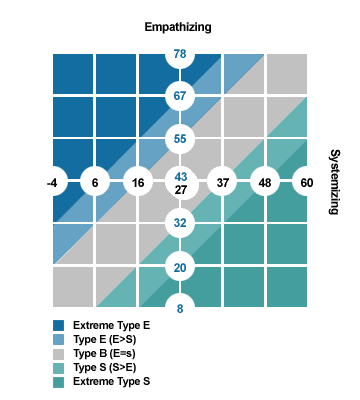 Empathizing
78
67
55
-4 6 16 43 37 48 60
27
32
20
8
Systemizing
Extreme Type E
Type E (E>S)
Type B (E=s)
Type S (S>E)
Extreme Type S